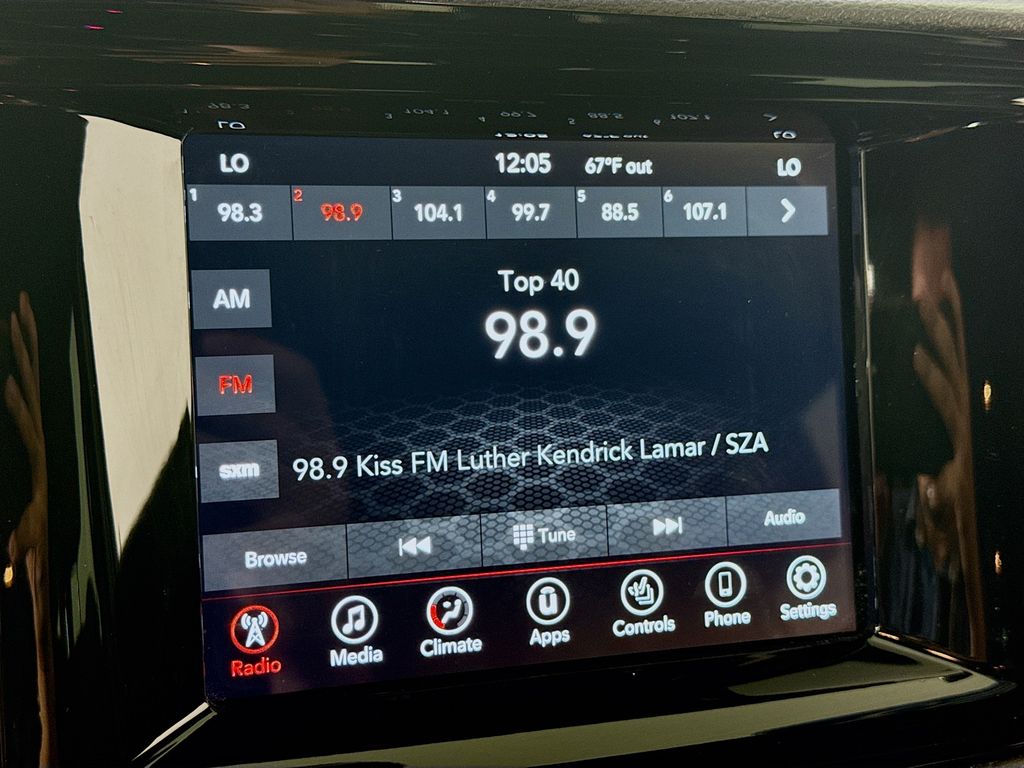 LO 12:05 67°F out LO
1 98.3 2 98.9 3 104.1 4 99.7 5 88.5 6 107.1
Top 40
AM
98.9
FM
98.9 Kiss FM Luther Kendrick Lamar / SZA
sxm
Browse Tune Audio
Radio Media Climate Apps Controls Phone Settings